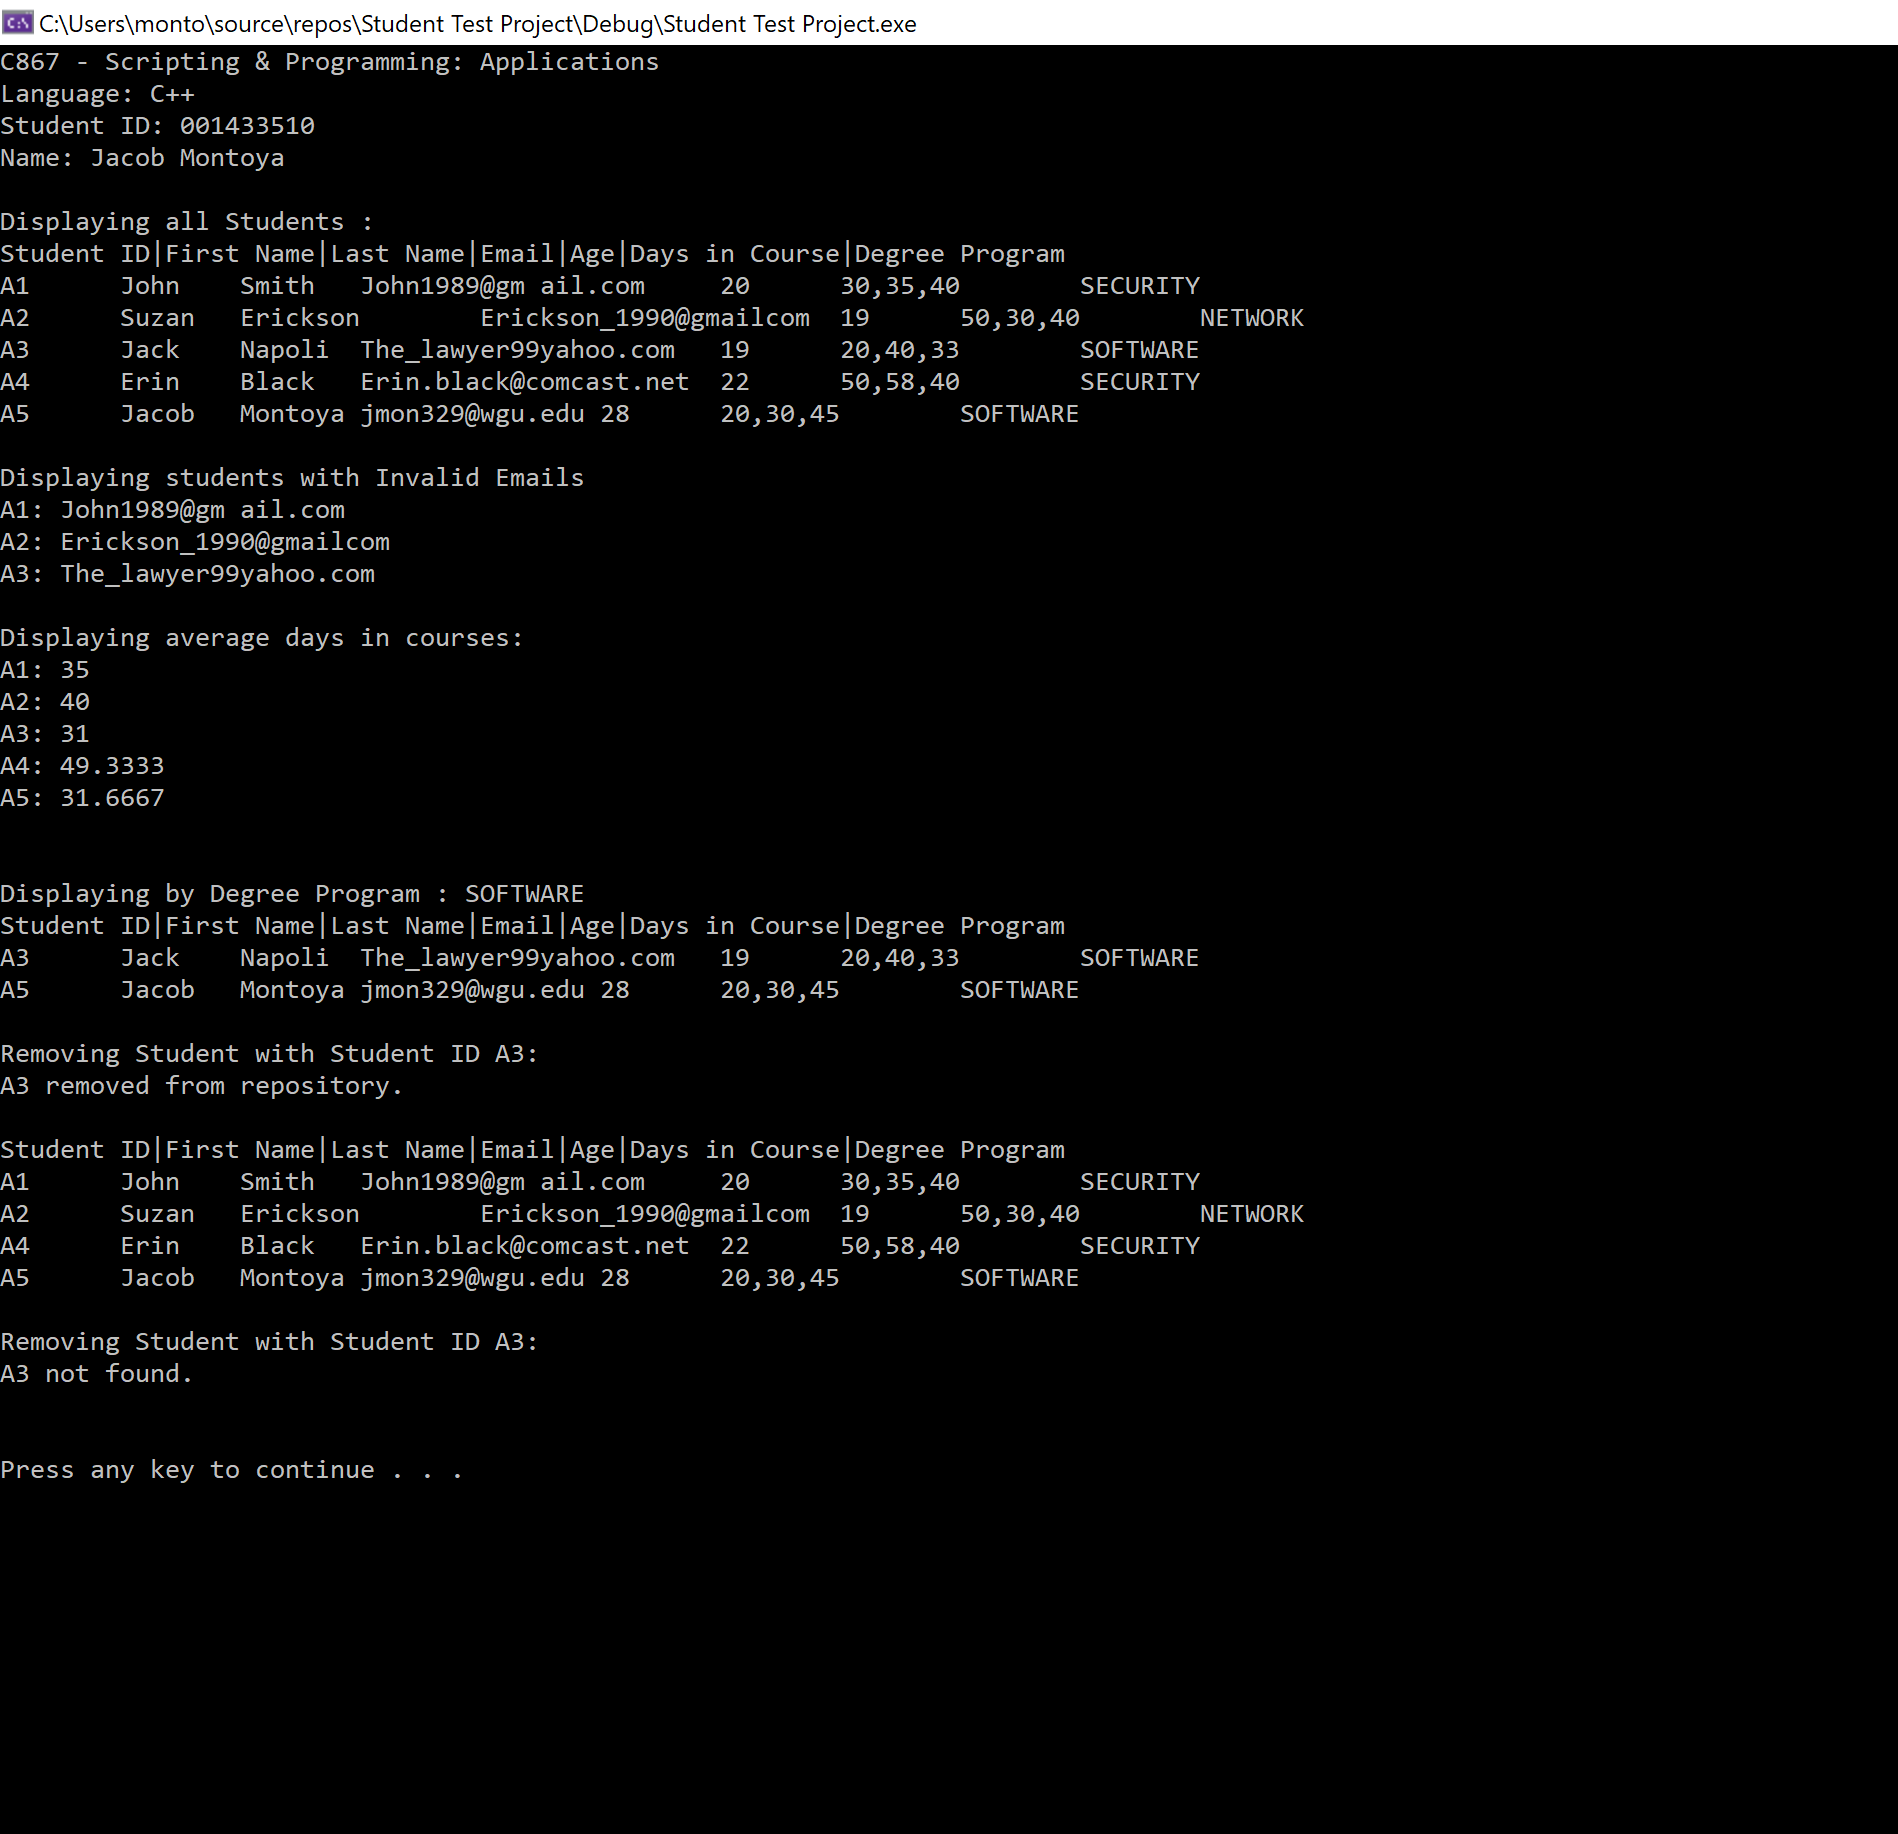 C:\Users\monto\source\repos\Student Test Project\Debug\Student Test Project.exe
C867 - Scripting & Programming: Applications
Language: C++
Student ID: 001433510
Name: Jacob Montoya
Displaying all Students :
Student ID|First Name|Last Name|Email|Age|Days in Course|Degree Program
A1 John Smith John1989@gm ail.com 20 30,35,40 SECURITY
A2 Suzan Erickson Erickson_1990@gmailcom 19 50,30,40 NETWORK
A3 Jack Napoli The_lawyer99yahoo.com 19 20,40,33 SOFTWARE
A4 Erin Black Erin.black@comcast.net 22 50,58,40 SECURITY
A5 Jacob Montoya jmon329@wgu.edu 28 20,30,45 SOFTWARE
Displaying students with Invalid Emails
A1: John1989@gm ail.com
A2: Erickson_1990@gmailcom
A3: The_lawyer99yahoo.com
Displaying average days in courses:
A1: 35
A2: 40
A3: 31
A4: 49.3333
A5: 31.6667
Displaying by Degree Program : SOFTWARE
Student ID|First Name|Last Name|Email|Age|Days in Course|Degree Program
A3 Jack Napoli The_lawyer99yahoo.com 19 20,40,33 SOFTWARE
A5 Jacob Montoya jmon329@wgu.edu 28 20,30,45 SOFTWARE
Removing Student with Student ID A3:
A3 removed from repository.
Student ID|First Name|Last Name|Email|Age|Days in Course|Degree Program
A1 John Smith John1989@gm ail.com 20 30,35,40 SECURITY
A2 Suzan Erickson Erickson_1990@gmailcom 19 50,30,40 NETWORK
A4 Erin Black Erin.black@comcast.net 22 50,58,40 SECURITY
A5 Jacob Montoya jmon329@wgu.edu 28 20,30,45 SOFTWARE
Removing Student with Student ID A3:
A3 not found.
Press any key to continue . . .